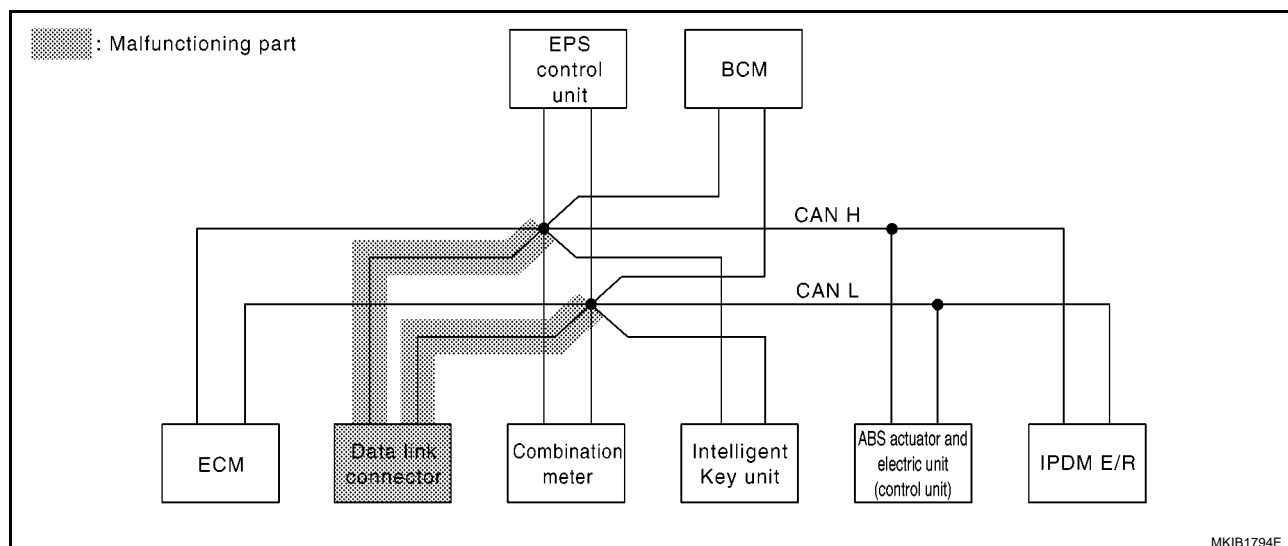 : Malfunctioning part
EPS
control
unit
BCM
CAN H
CAN L
ECM
Data link
connector
Combination
meter
Intelligent
Key unit
ABS actuator and
electric unit
(control unit)
IPDM E/R
MKIB1794E